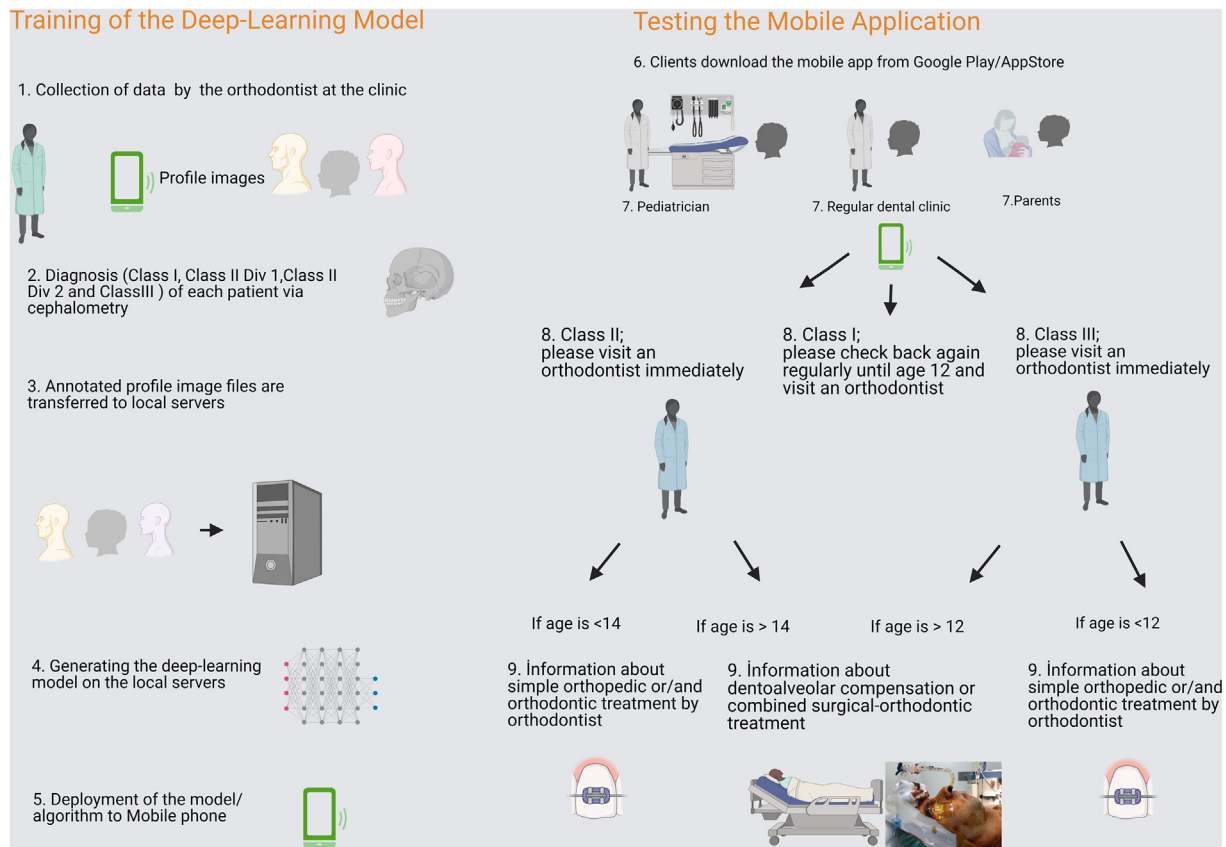 Training of the Deep-Learning Model
1. Collection of data by the orthodontist at the clinic
Profile images
2. Diagnosis (Class I, Class II Div 1,Class II
Div 2 and ClassIII ) of each patient via
cephalometry
3. Annotated profile image files are
transferred to local servers
4. Generating the deep-learning
model on the local servers
5. Deployment of the model/
algorithm to Mobile phone
Testing the Mobile Application
6. Clients download the mobile app from Google Play/AppStore
7. Pediatrician
7. Regular dental clinic
7.Parents
8. Class II;
please visit an
orthodontist immediately
8. Class I;
please check back again
regularly until age 12 and
visit an orthodontist
8. Class III;
please visit an
orthodontist immediately
If age is <14
If age is > 14
If age is > 12
If age is <12
9. İnformation about
simple orthopedic or/and
orthodontic treatment by
orthodontist
9. İnformation about
dentoalveolar compensation or
combined surgical-orthodontic
treatment
9. İnformation about
simple orthopedic or/and
orthodontic treatment by
orthodontist